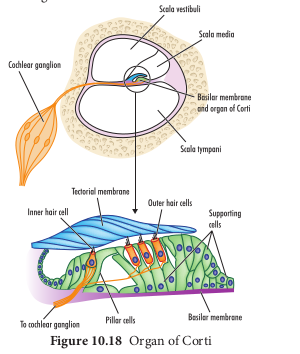 Scala vestibuli
Scala media
Cochlear ganglion
Basilar membrane
and organ of Corti
Scala tympani
Tectorial membrane
Inner hair cell
Outer hair cells
Supporting
cells
To cochlear ganglion
Pillar cells
Basilar membrane
Figure 10.18 Organ of Corti